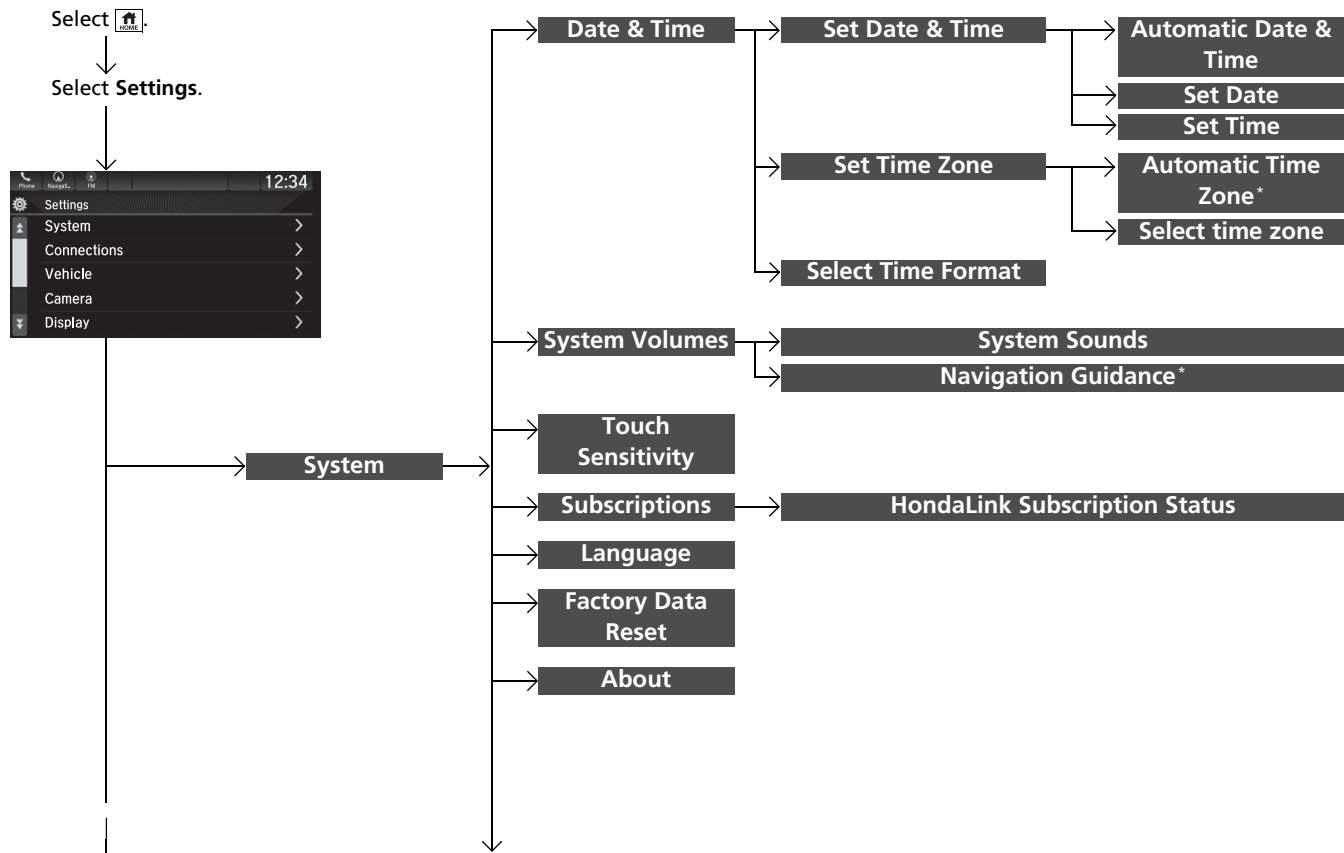 Select HOME.
Select Settings.
Phone Navigati.. FM 12:34
Settings
System
Connections
Vehicle
Camera
Display
System
Date & Time
Set Date & Time
Automatic Date &
Time
Set Date
Set Time
Set Time Zone
Automatic Time
Zone*
Select time zone
Select Time Format
System Volumes
System Sounds
Navigation Guidance*
Touch
Sensitivity
Subscriptions
HondaLink Subscription Status
Language
Factory Data
Reset
About